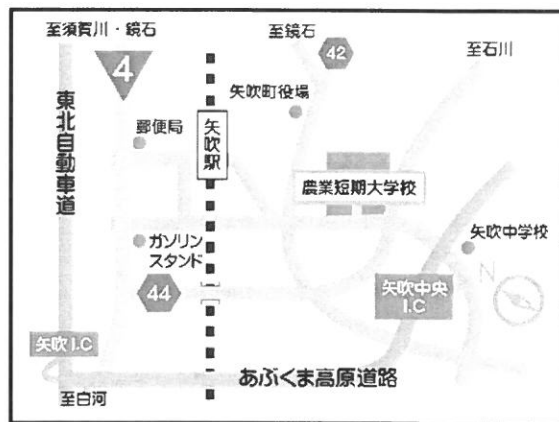 至須賀川・鏡石
至鏡石
至石川
4
42
矢吹町役場
東北自動車道
郵便局
矢吹駅
農業短期大学校
矢吹中学校
ガソリン
スタンド
44
N
矢吹中央
I.C
矢吹I.C
あぶくま高原道路
至白河